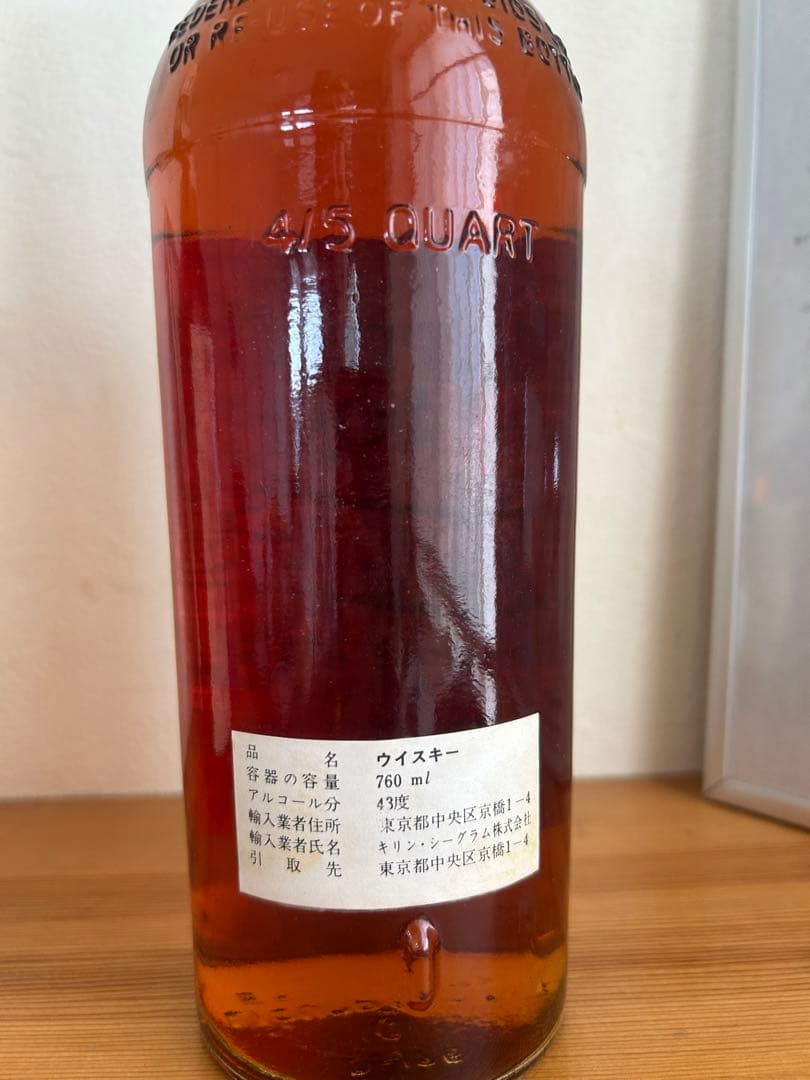 OR RE-USE OF THIS BOTTLE
4/5 QUART
品名 ウイスキー
容器の容量 760 ml
アルコール分 43度
輸入業者住所 東京都中央区京橋1-4
輸入業者氏名 キリン・シーグラム株式会社
引取先 東京都中央区京橋1-4